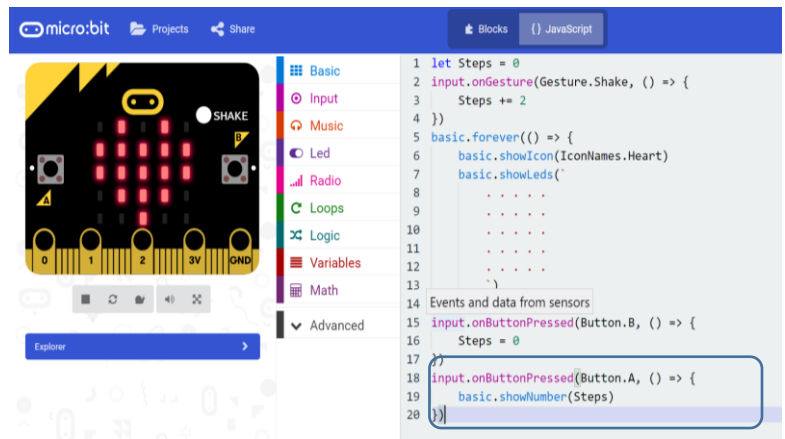 micro:bit Projects Share Blocks {} JavaScript
SHAKE
B
A
0 1 2 3V GND
Explorer
Basic
Input
Music
Led
Radio
Loops
Logic
Variables
Math
Advanced
1 let Steps = 0
2 input.onGesture(Gesture.Shake, () => {
3 Steps += 2
4 })
5 basic.forever(() => {
6 basic.showIcon(IconNames.Heart)
7 basic.showLeds(`
8 . . . . .
9 . . . . .
10 . . . . .
11 . . . . .
12 . . . . .
13 `)
14 Events and data from sensors
15 input.onButtonPressed(Button.B, () => {
16 Steps = 0
17 })
18 input.onButtonPressed(Button.A, () => {
19 basic.showNumber(Steps)
20 })